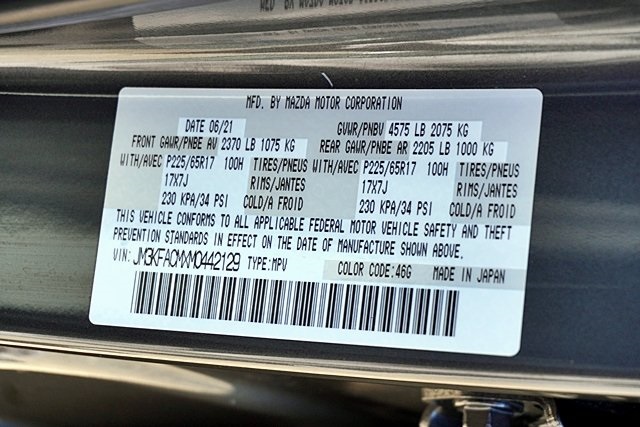 MFD. BY MAZDA MOTOR CORPORATION
DATE 06/21 GVWR/PNBV 4575 LB 2075 KG
FRONT GAWR/PNBE AV 2370 LB 1075 KG REAR GAWR/PNBE AR 2205 LB 1000 KG
WITH/AVEC P225/65R17 100H TIRES/PNEUS WITH/AVEC P225/65R17 100H TIRES/PNEUS
17X7J RIMS/JANTES 17X7J RIMS/JANTES
230 KPA/34 PSI COLD/A FROID 230 KPA/34 PSI COLD/A FROID
THIS VEHICLE CONFORMS TO ALL APPLICABLE FEDERAL MOTOR VEHICLE SAFETY AND THEFT
PREVENTION STANDARDS IN EFFECT ON THE DATE OF MANUFACTURE SHOWN ABOVE.
VIN: JM3KFACMXM0442129 TYPE:MPV COLOR CODE:46G MADE IN JAPAN